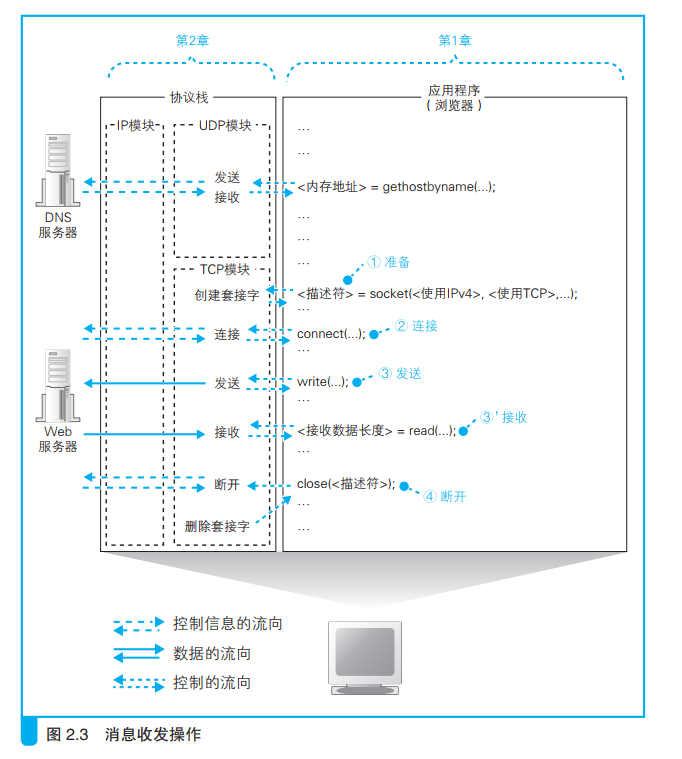 第2章
第1章
协议栈
应用程序
（浏览器）
IP模块
UDP模块
…
…
发送
接收
<内存地址> = gethostbyname(...);
DNS
服务器
…
…
…
① 准备
TCP模块
创建套接字
<描述符> = socket(<使用IPv4>, <使用TCP>,...);
…
连接
connect(...);
② 连接
…
发送
write(...);
③ 发送
…
Web
服务器
接收
<接收数据长度> = read(...);
③' 接收
…
断开
close(<描述符>);
④ 断开
…
删除套接字
…
控制信息的流向
数据的流向
控制的流向
图 2.3 消息收发操作